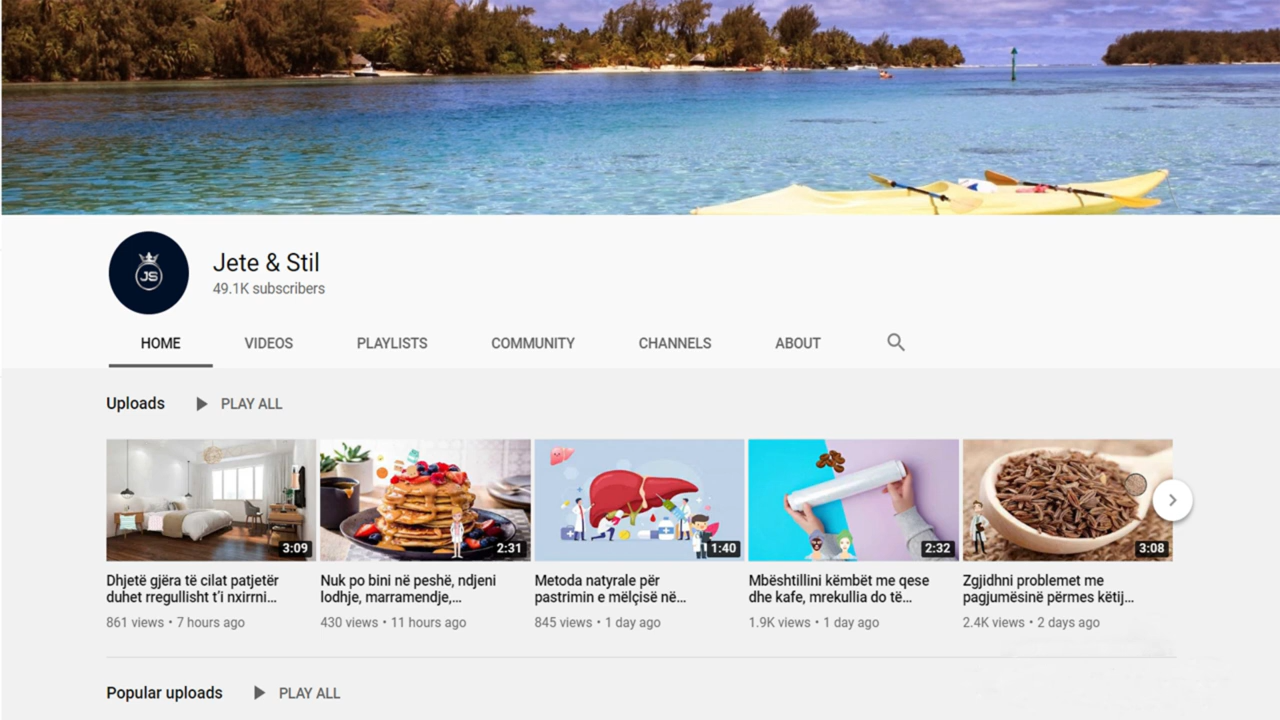 JS
Jete & Stil
49.1K subscribers
HOME
VIDEOS
PLAYLISTS
COMMUNITY
CHANNELS
ABOUT
Uploads
PLAY ALL
3:09
2:31
1:40
2:32
3:08
Dhjetë gjëra të cilat patjetër
duhet rregullisht t'i nxirrni...
861 views • 7 hours ago
Nuk po bini në peshë, ndjeni
lodhje, marramendje,...
430 views • 11 hours ago
Metoda natyrale për
pastrimin e mëlçisë në...
845 views • 1 day ago
Mbështillini këmbët me qese
dhe kafe, mrekullia do të...
1.9K views • 1 day ago
Zgjidhni problemet me
pagjumësinë përmes këtij...
2.4K views • 2 days ago
Popular uploads
PLAY ALL